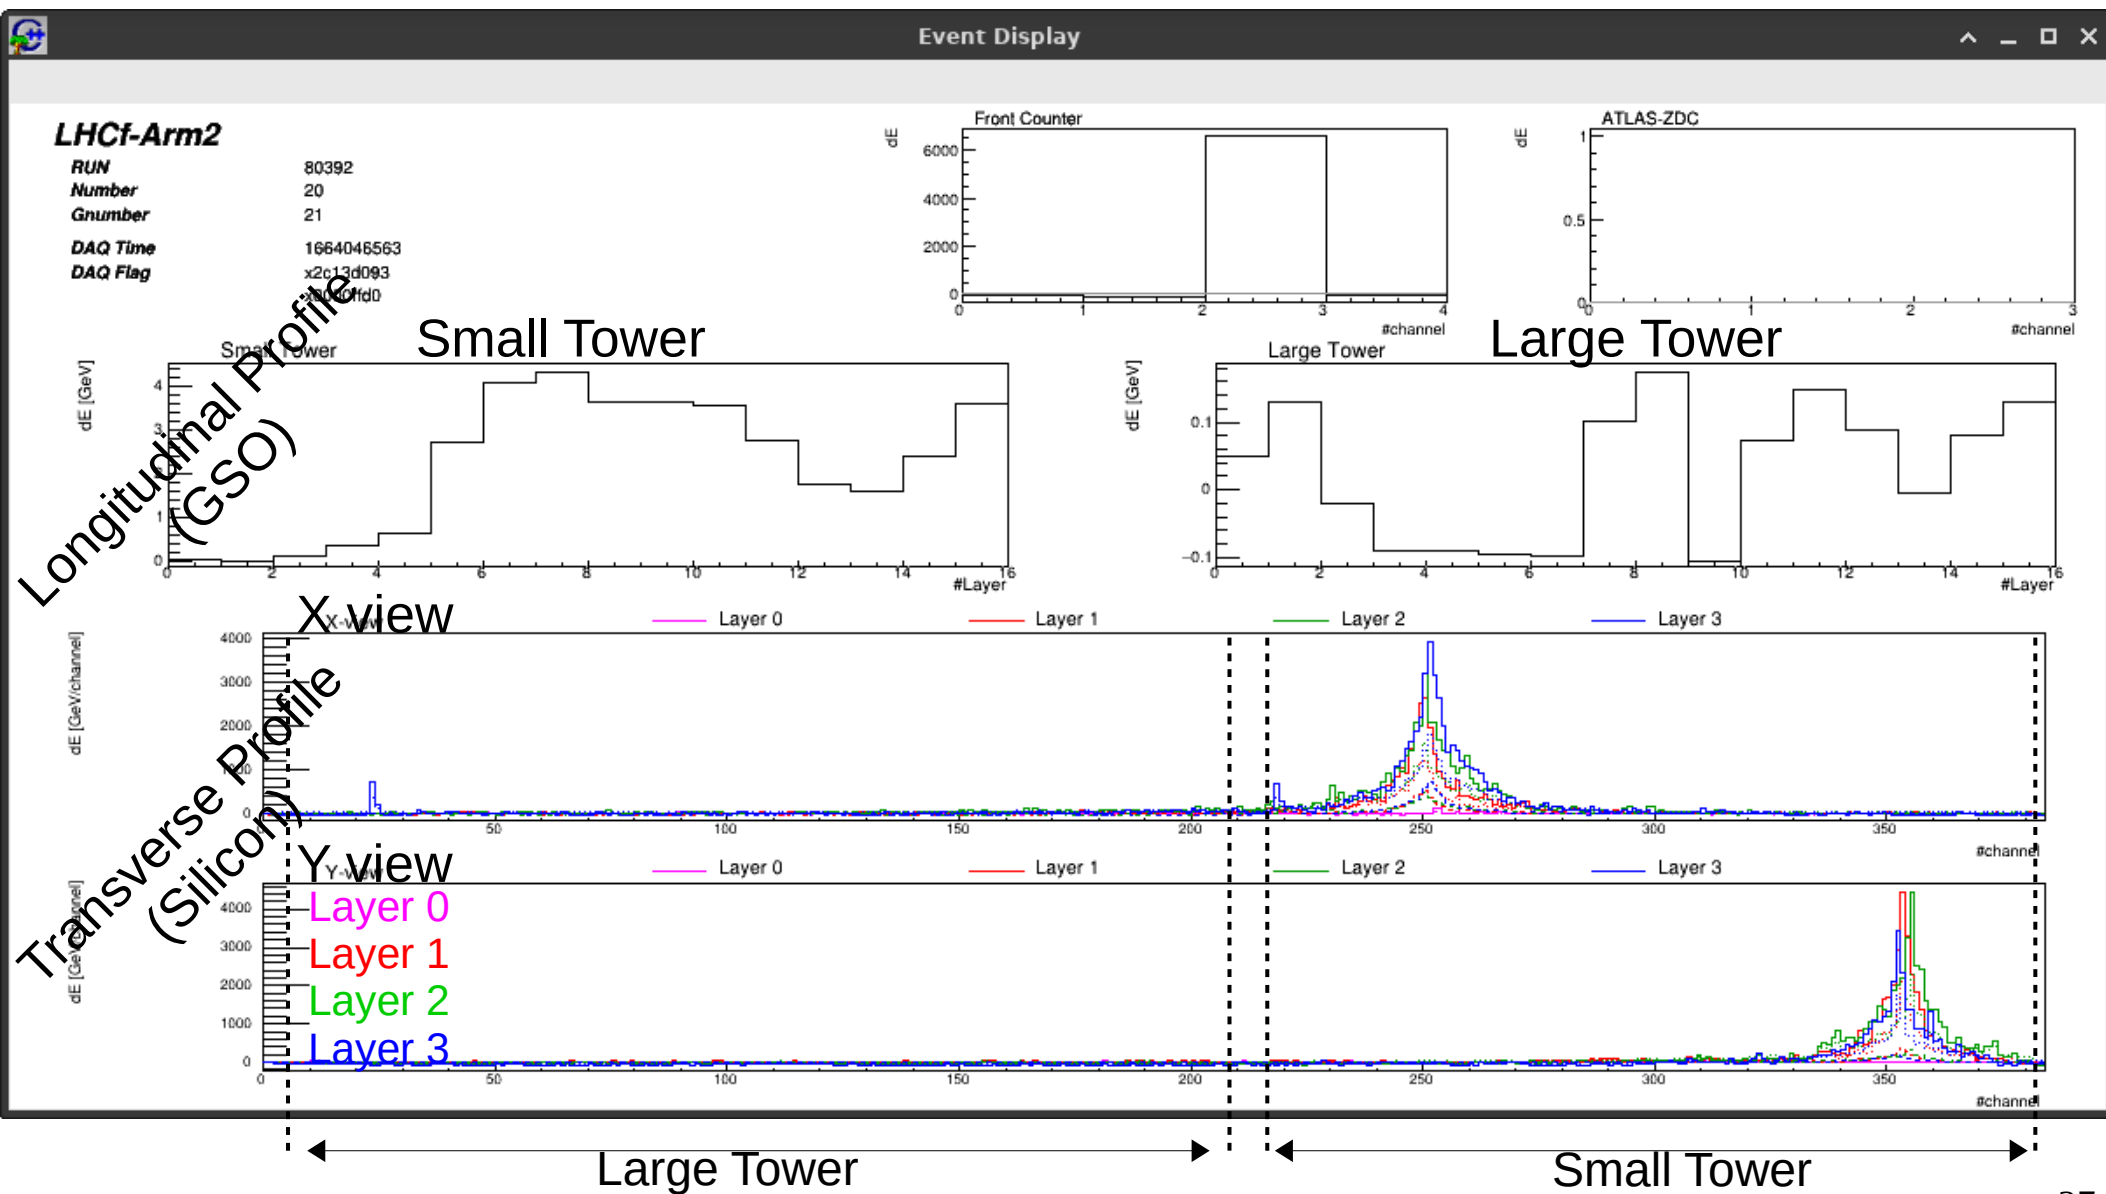 Event Display
LHCf-Arm2
RUN 80392
Number 20
Gnumber 21
DAQ Time 1664046563
DAQ Flag x2c13d093
Front Counter
dE
6000
4000
2000
0
0 1 2 3 4
#channel
ATLAS-ZDC
dE
1
0.5
0
0 1 2 3
#channel
Longitudinal Profile
(GSO)
Small Tower
Small Tower
dE [GeV]
4
3
1
0
0 2 4 6 8 10 12 14 16
#Layer
Large Tower
Large Tower
dE [GeV]
0.1
0
-0.1
0 2 4 6 8 10 12 14 16
#Layer
Transverse Profile
(Silicon)
X view
X-view
Layer 0 Layer 1 Layer 2 Layer 3
dE [GeV/channel]
4000
3000
2000
1000
0
0 50 100 150 200 250 300 350
#channel
Y view
Y-view
Layer 0 Layer 1 Layer 2 Layer 3
dE [GeV/channel]
4000
3000
2000
1000
0
Layer 0
Layer 1
Layer 2
Layer 3
0 50 100 150 200 250 300 350
#channel
Large Tower
Small Tower